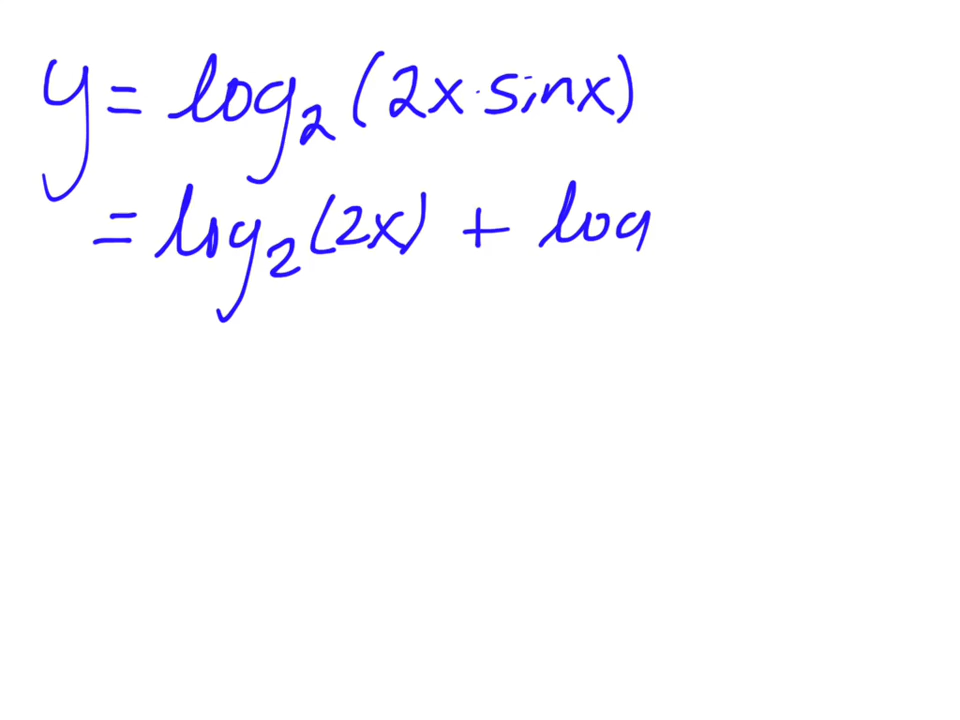 y = log₂ (2x · sinx)
= log₂ (2x) + log